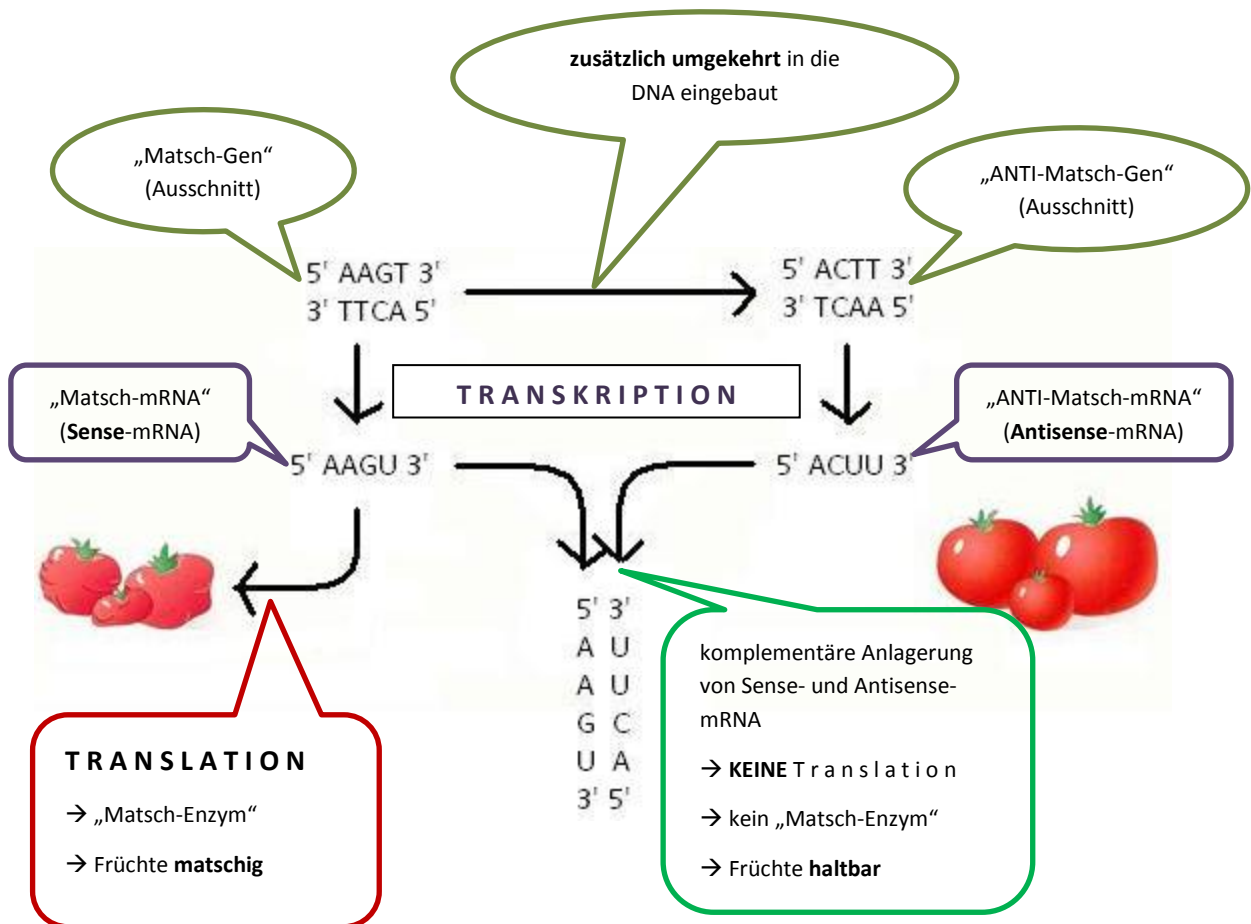 zusätzlich umgekehrt in die
DNA eingebaut
„Matsch-Gen“
(Ausschnitt)
„ANTI-Matsch-Gen“
(Ausschnitt)
5' AAGT 3'
3' TTCA 5'
5' ACTT 3'
3' TCAA 5'
TRANSKRIPTION
„Matsch-mRNA“
(Sense-mRNA)
„ANTI-Matsch-mRNA“
(Antisense-mRNA)
5' AAGU 3'
5' ACUU 3'
5' 3'
A U
A U
G C
U A
3' 5'
TRANSLATION
→ „Matsch-Enzym“
→ Früchte matschig
komplementäre Anlagerung
von Sense- und Antisense-
mRNA
→ KEINE Translation
→ kein „Matsch-Enzym“
→ Früchte haltbar